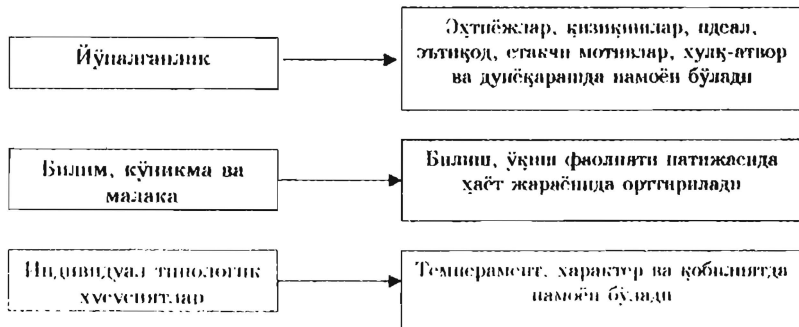 Йўналганлик
Эҳтиёжлар, қизиқишлар, идеал,
эътиқод, етакчи мотивлар, хулқ-атвор
ва дунёқарашда намоён бўлади
Билим, кўникма ва
малака
Билиш, ўқиш фаолияти натижасида
ҳаёт жараёнида орттирилади
Индивидуал типологик
хусусиятлар
Темперамент, характер ва қобилиятда
намоён бўлади